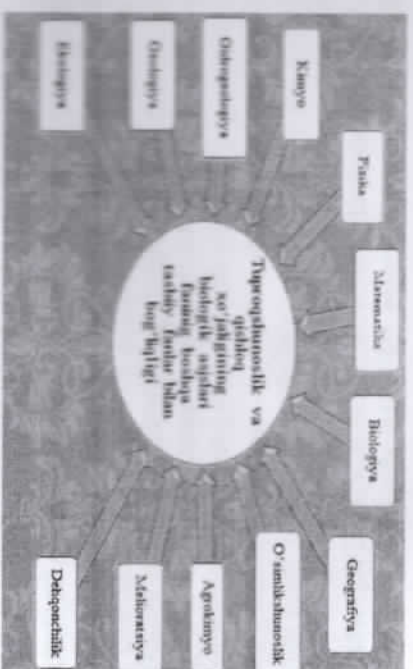 Ekologiya
Geologiya
Gidrogeologiya
Kimyo
Fizika
Matematika
Biologiya
Geografiya
O'simlikshunoslik
Agrokimyo
Melioratsiya
Dehqonchilik
Tuproqshunoslik va
qishloq
xo'jaligining
biologik asoslari
fanining boshqa
tabiiy fanlar bilan
bog'liqligi